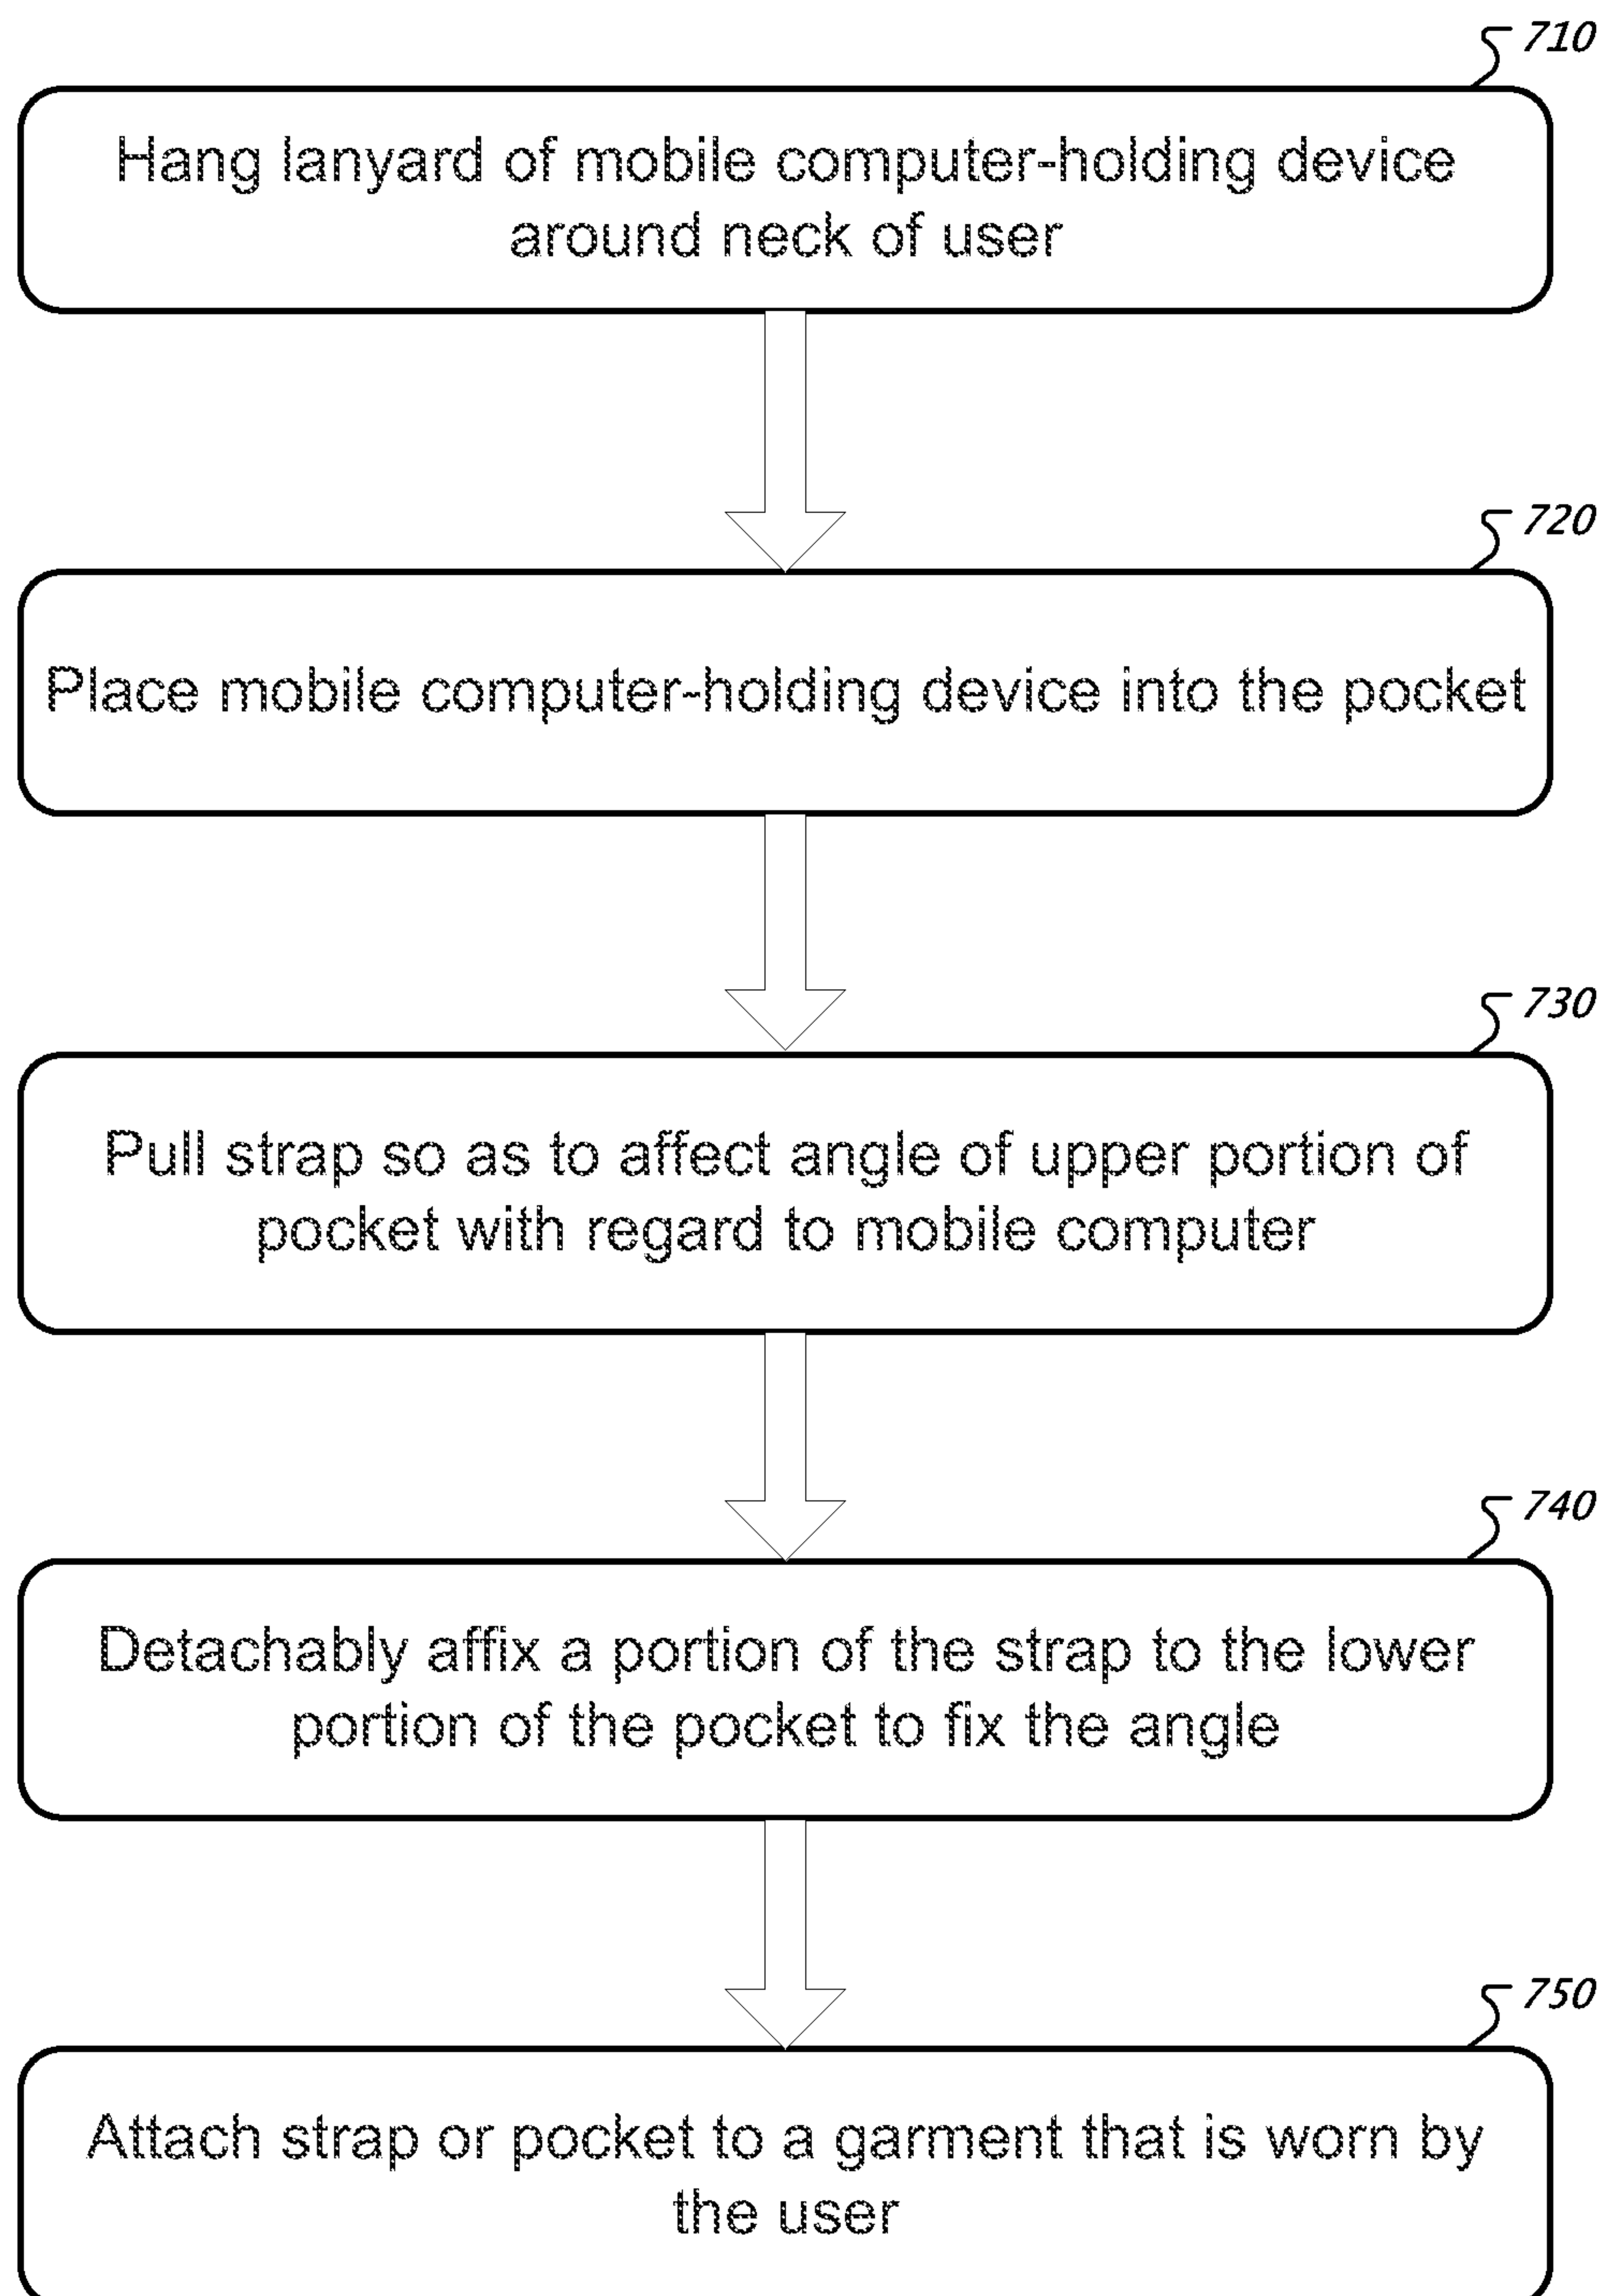 710
Hang lanyard of mobile computer-holding device
around neck of user
720
Place mobile computer-holding device into the pocket
730
Pull strap so as to affect angle of upper portion of
pocket with regard to mobile computer
740
Detachably affix a portion of the strap to the lower
portion of the pocket to fix the angle
750
Attach strap or pocket to a garment that is worn by
the user